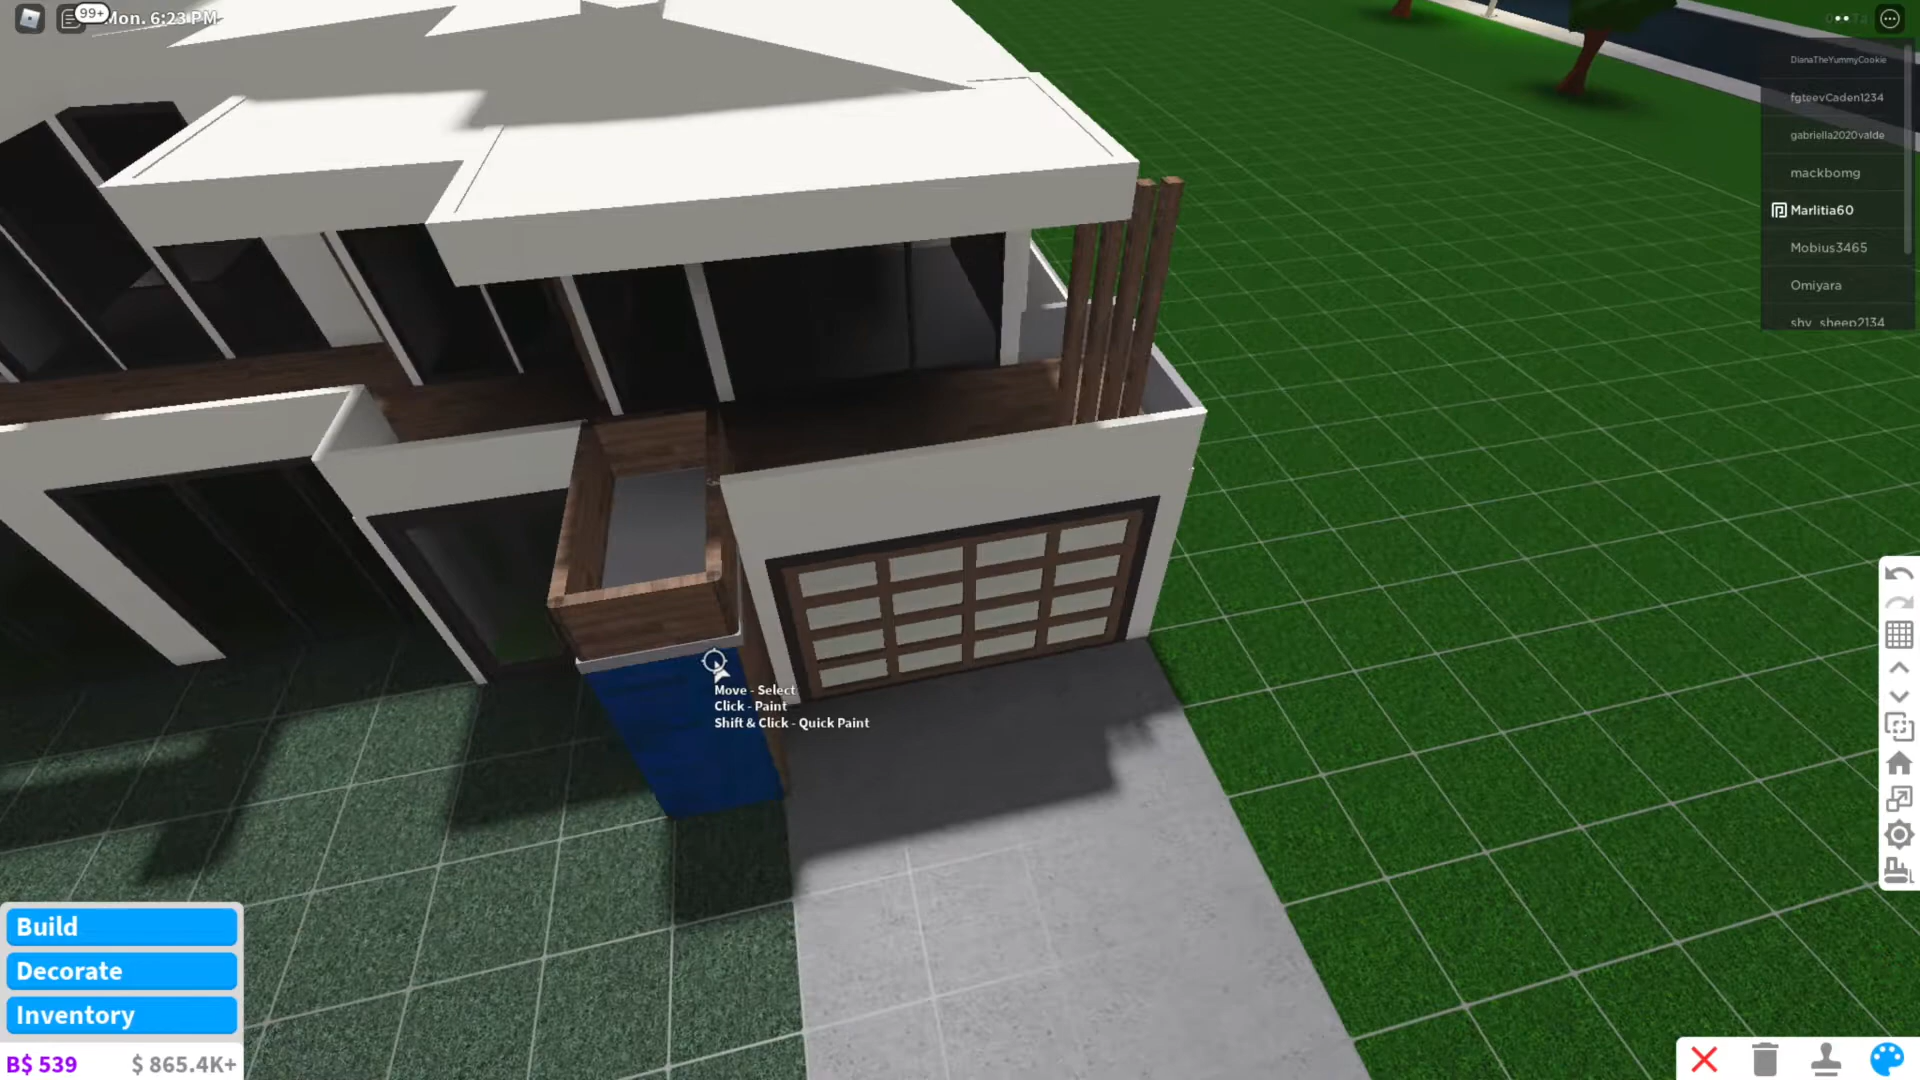 99+
Mon. 6:23 PM
DianaTheYummyCookie
fgteevCaden1234
gabriella2020valde
mackbomg
Marlitia60
Mobius3465
Omiyara
shy_sheep2134
Move - Select
Click - Paint
Shift & Click - Quick Paint
Build
Decorate
Inventory
B$ 539
$ 865.4K+